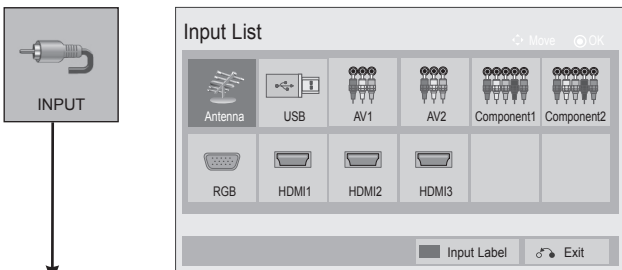 INPUT
Input List
Move OK
Antenna USB AV1 AV2 Component1 Component2
RGB HDMI1 HDMI2 HDMI3
Input Label Exit